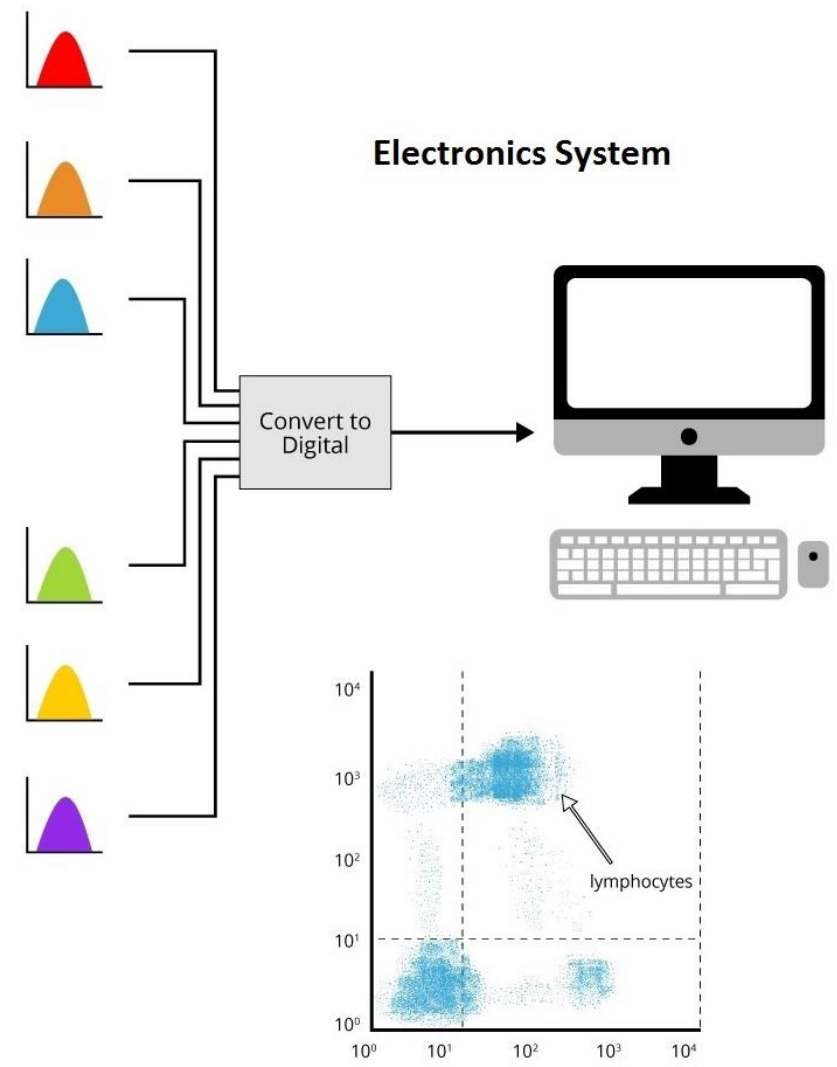 Electronics System
Convert to
Digital
10⁴
10³
10²
10¹
10⁰
lymphocytes
10⁰ 10¹ 10² 10³ 10⁴